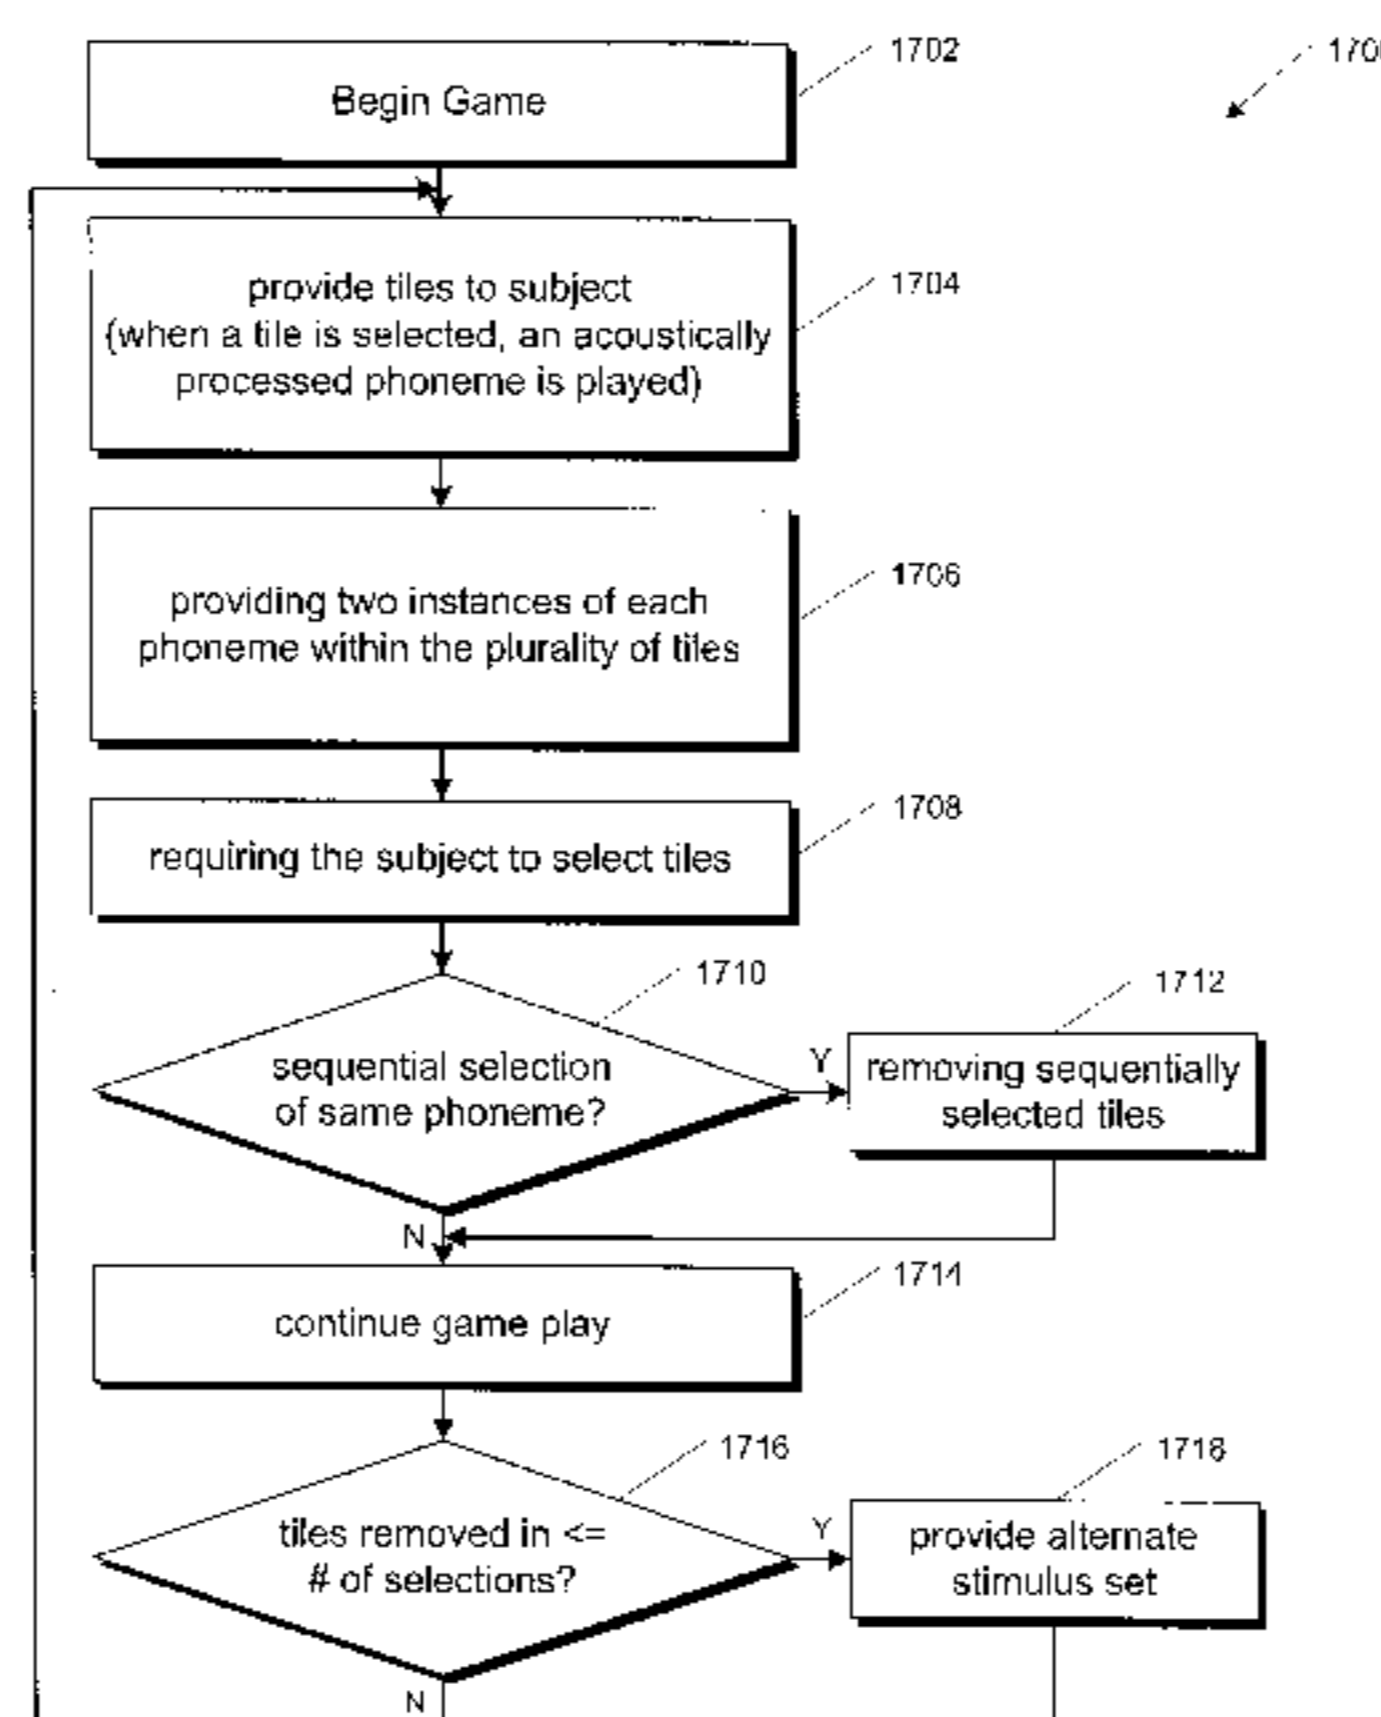 1702
170
Begin Game
1704
provide tiles to subject
(when a tile is selected, an acoustically
processed phoneme is played)
1706
providing two instances of each
phoneme within the plurality of tiles
1708
requiring the subject to select tiles
1710
1712
sequential selection
of same phoneme?
Y
removing sequentially
selected tiles
N
1714
continue game play
1716
1718
tiles removed in <=
# of selections?
Y
provide alternate
stimulus set
N